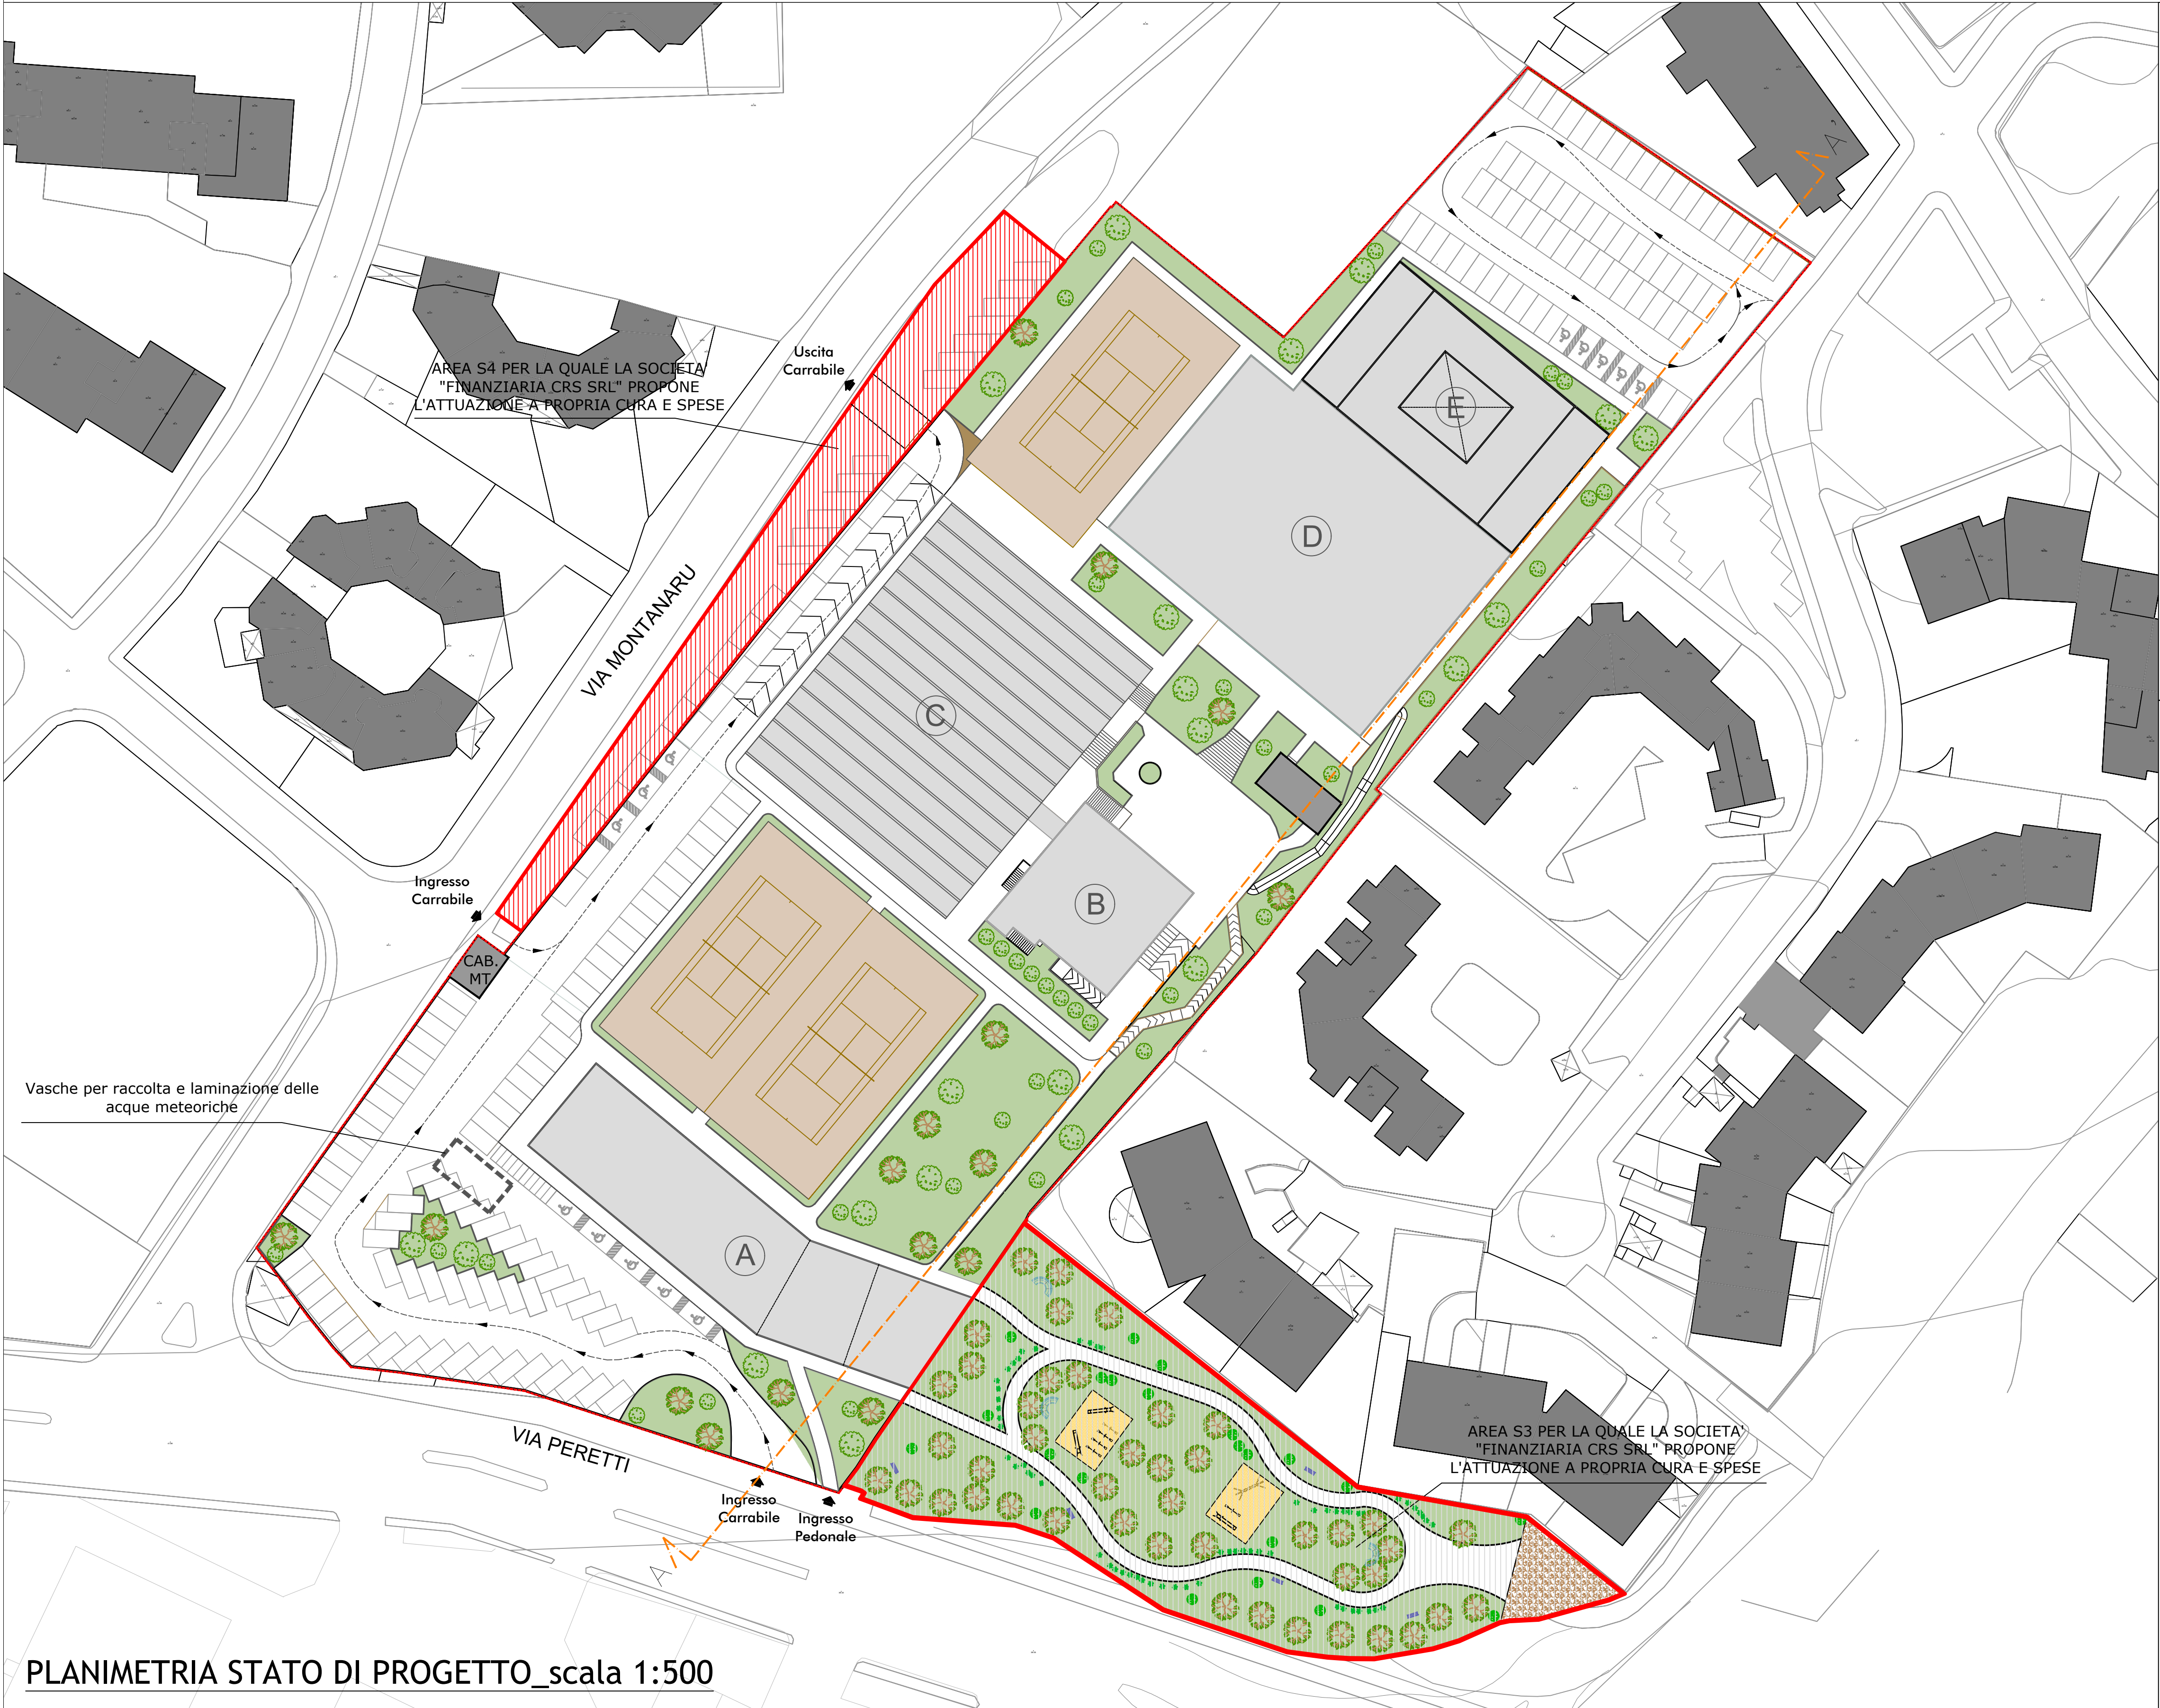 A'
Uscita
Carrabile
AREA S4 PER LA QUALE LA SOCIETA'
"FINANZIARIA CRS SRL" PROPONE
L'ATTUAZIONE A PROPRIA CURA E SPESE
E
D
VIA MONTANARU
C
Ingresso
Carrabile
B
CAB.
MT
Vasche per raccolta e laminazione delle
acque meteoriche
A
AREA S3 PER LA QUALE LA SOCIETA'
"FINANZIARIA CRS SRL" PROPONE
L'ATTUAZIONE A PROPRIA CURA E SPESE
VIA PERETTI
Ingresso
Carrabile
Ingresso
Pedonale
A
PLANIMETRIA STATO DI PROGETTO_scala 1:500